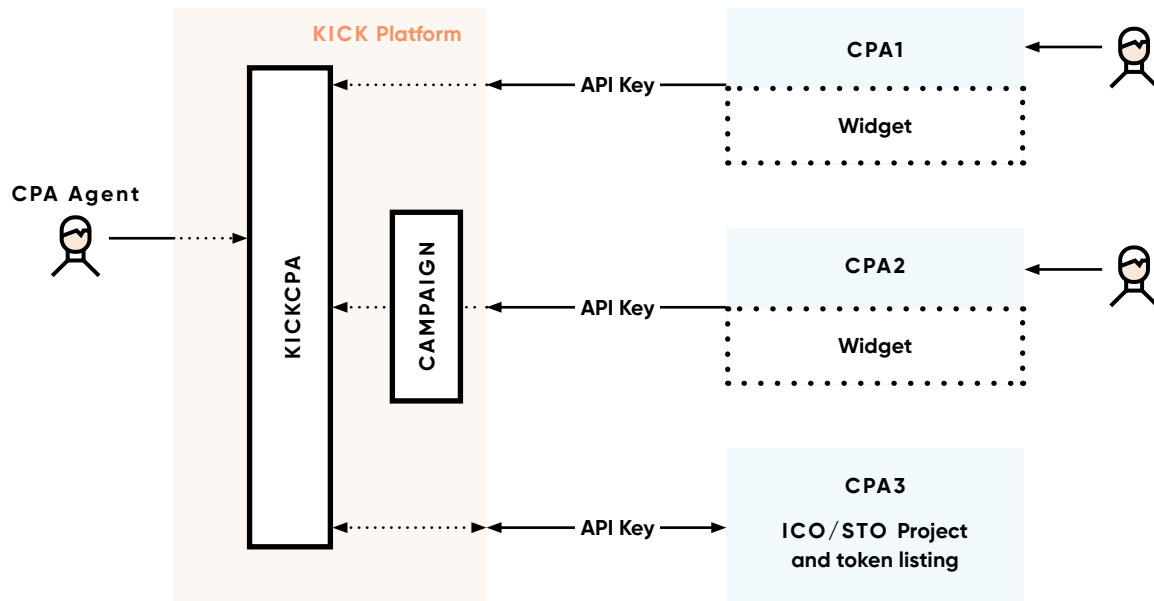 KICK Platform
CPA1
API Key
Widget
CPA Agent
KICKCPA
CAMPAIGN
CPA2
API Key
Widget
CPA3
API Key
ICO/STO Project
and token listing